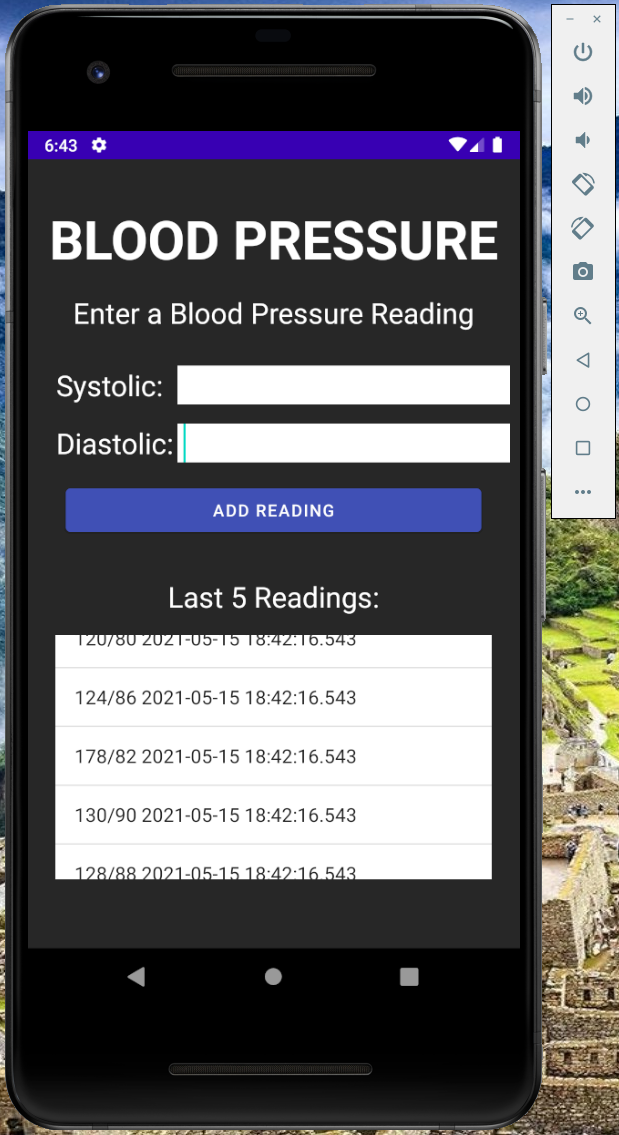 6:43
BLOOD PRESSURE
Enter a Blood Pressure Reading
Systolic:
Diastolic:
ADD READING
Last 5 Readings:
120/80 2021-05-15 18:42:16.543
124/86 2021-05-15 18:42:16.543
178/82 2021-05-15 18:42:16.543
130/90 2021-05-15 18:42:16.543
128/88 2021-05-15 18:42:16.543